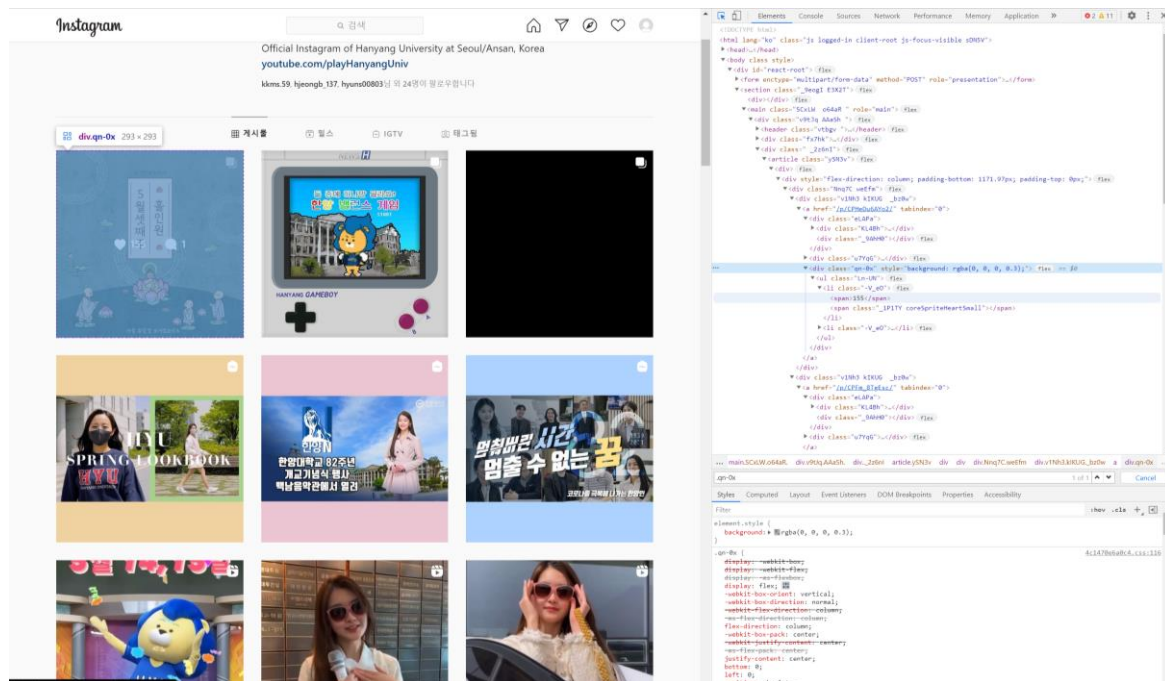 Instagram
검색
Official Instagram of Hanyang University at Seoul/Ansan, Korea
youtube.com/playHanyangUniv
kkms.59, hjeongb_137, hyuns00803님 외 24명이 팔로우합니다
div.qn-0x 293 × 293
게시물
릴스
IGTV
태그됨
155 1
한양 갤러그 게임
HANYANG GAMEBOY
B A
HYU
SPRING LOOKBOOK
HYU
한양대학교 82주년
개교기념식 행사
백남음악관에서 열려
멈춰버린 시간
멈출 수 없는 꿈
Elements Console Sources Network Performance Memory Application » 2 11
<!DOCTYPE html>
<html lang="ko" class="js logged-in client-root js-focus-visible sDN5V">
<head>…</head>
<body class style>
<div id="react-root"> flex
<form enctype="multipart/form-data" method="POST" role="presentation">…</form>
<section class="_9eogI E3X2T"> flex
<div></div> flex
<main class="SCxLW o64aR " role="main"> flex
<div class="v9tJq AAaSh "> flex
<header class="vtbgv ">…</header> flex
<div class="fx7hk">…</div> flex
<div class=" _2z6nI"> flex
<article class="ySN3v"> flex
<div> flex
<div style="flex-direction: column; padding-bottom: 1171.97px; padding-top: 0px;"> flex
<div class="Nnq7C weEfm"> flex
<div class="v1Nh3 kIKUG _bz0w"> flex
<div class="eLAPa">
<div class="KL4Bh">…</div>
<div class="_9AhH0"></div> flex
</div>
<div class="u7YqG">…</div> flex
<div class="qn-0x" style="background: rgba(0, 0, 0, 0.3);"> flex == $0
<ul class="Ln-UN"> flex
<li class="-V_eO"> flex
<span>155</span>
<span class="_1P1TY coreSpriteHeartSmall"></span>
</li>
<li class="-V_eO">…</li> flex
</ul>
</div>
</a>
</div>
<div class="v1Nh3 kIKUG _bz0w"> flex
<div class="eLAPa">
<div class="KL4Bh">…</div>
<div class="_9AhH0"></div> flex
</div>
<div class="u7YqG">…</div> flex
</a>
… main.SCxLW.o64aR. div.v9tJq.AAaSh. div._2z6nI article.ySN3v div div div.Nnq7C.weEfm div.v1Nh3.kIKUG._bz0w a div.qn-0x
.qn-0x 1 of 1 Cancel
Styles Computed Layout Event Listeners DOM Breakpoints Properties Accessibility
Filter :hov .cls +
element.style {
background: rgba(0, 0, 0, 0.3);
}
.qn-0x {
display: -webkit-box;
display: -webkit-flex;
display: -ms-flexbox;
display: flex;
-webkit-box-orient: vertical;
-webkit-box-direction: normal;
-webkit-flex-direction: column;
-ms-flex-direction: column;
flex-direction: column;
-webkit-box-pack: center;
-webkit-justify-content: center;
-ms-flex-pack: center;
justify-content: center;
bottom: 0;
left: 0;